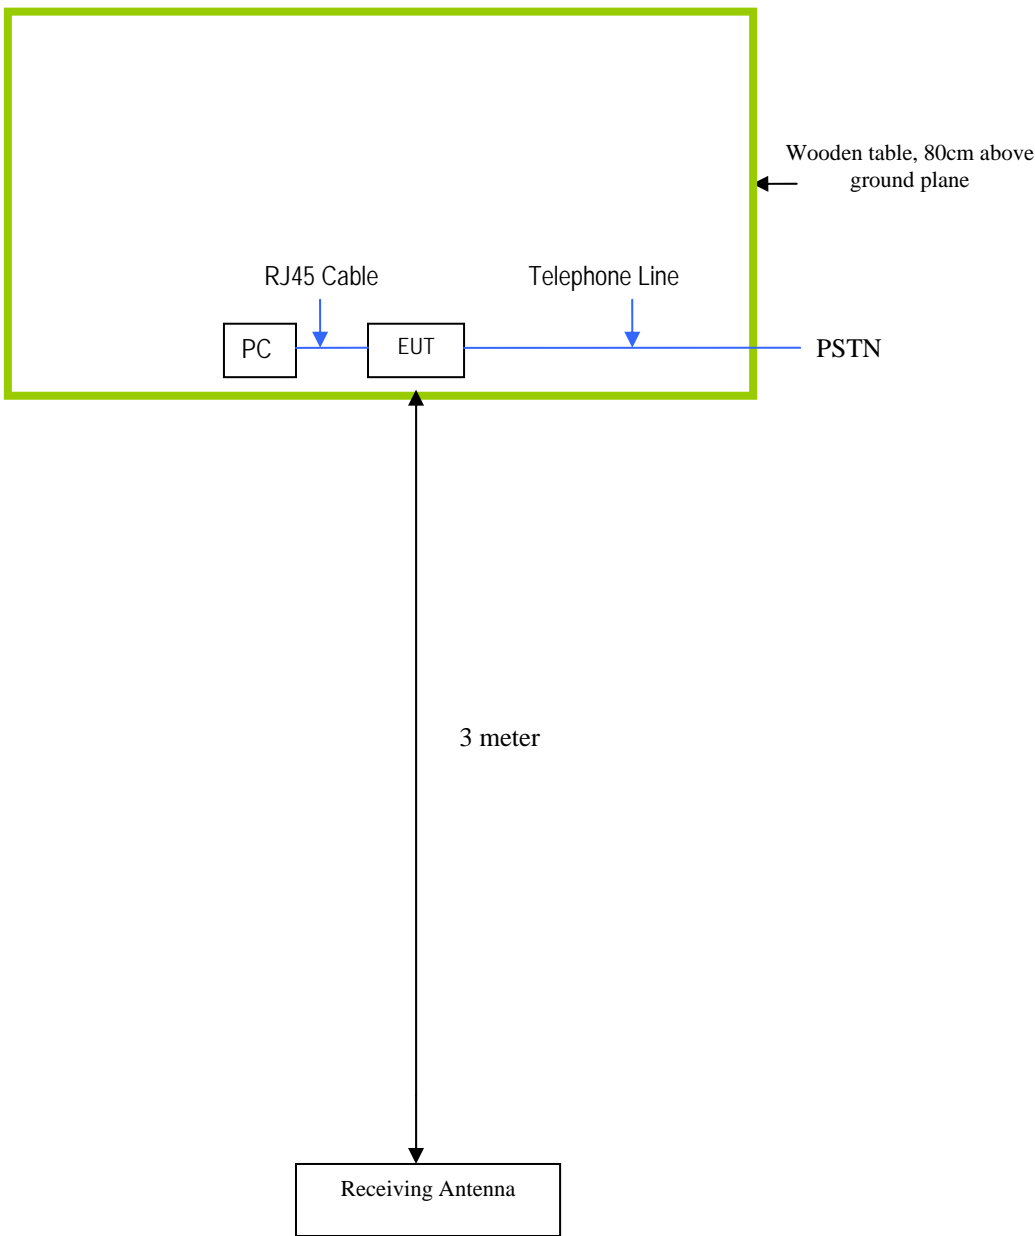 Wooden table, 80cm above
ground plane
RJ45 Cable
Telephone Line
PC
EUT
PSTN
3 meter
Receiving Antenna